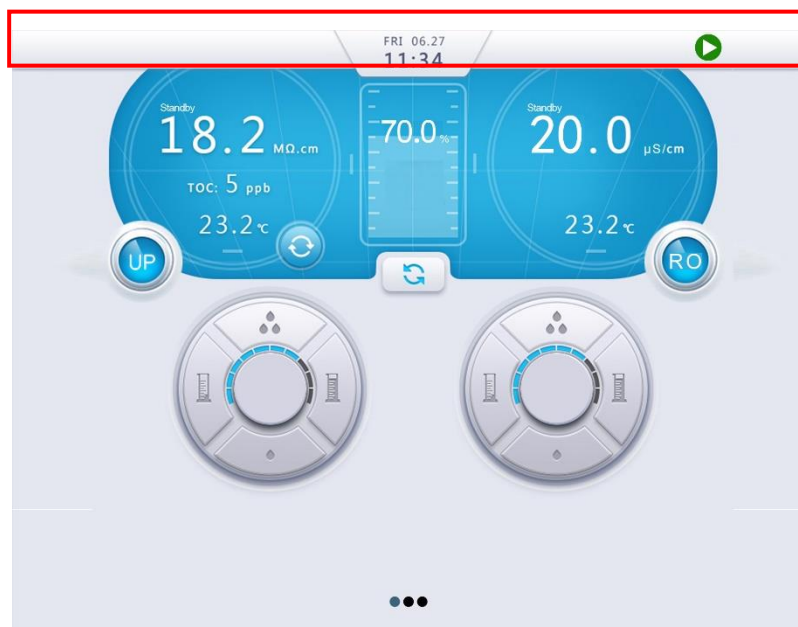 FRI 06.27
11:34
Standby
18.2 MΩ.cm
TOC: 5 ppb
23.2 ℃
70.0 %
Standby
20.0 μS/cm
23.2 ℃
UP
RO